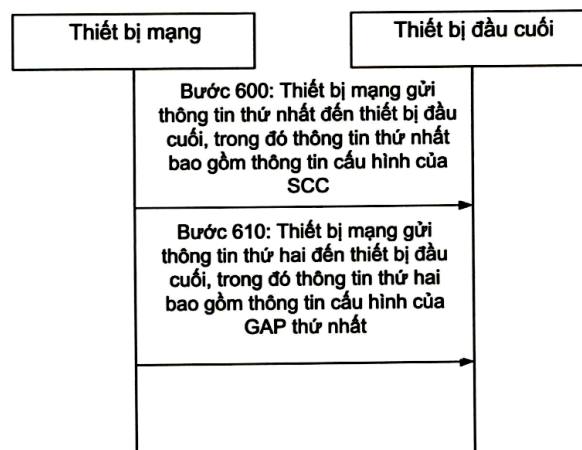 Thiết bị mạng
Thiết bị đầu cuối
Bước 600: Thiết bị mạng gửi
thông tin thứ nhất đến thiết bị đầu
cuối, trong đó thông tin thứ nhất
bao gồm thông tin cấu hình của
SCC
Bước 610: Thiết bị mạng gửi
thông tin thứ hai đến thiết bị đầu
cuối, trong đó thông tin thứ hai
bao gồm thông tin cấu hình của
GAP thứ nhất